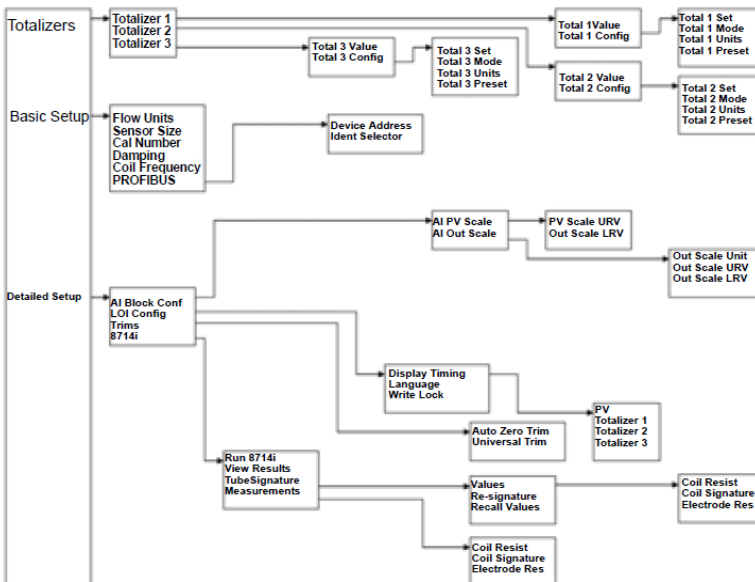 Totalizers
Totalizer 1
Totalizer 2
Totalizer 3
Total 1Value
Total 1 Config
Total 1 Set
Total 1 Mode
Total 1 Units
Total 1 Preset
Total 3 Value
Total 3 Config
Total 3 Set
Total 3 Mode
Total 3 Units
Total 3 Preset
Total 2 Value
Total 2 Config
Total 2 Set
Total 2 Mode
Total 2 Units
Total 2 Preset
Basic Setup
Flow Units
Sensor Size
Cal Number
Damping
Coil Frequency
PROFIBUS
Device Address
Ident Selector
Detailed Setup
AI Block Conf
LOI Config
Trims
8714i
AI PV Scale
AI Out Scale
PV Scale URV
Out Scale LRV
Out Scale Unit
Out Scale URV
Out Scale LRV
Display Timing
Language
Write Lock
PV
Totalizer 1
Totalizer 2
Totalizer 3
Auto Zero Trim
Universal Trim
Run 8714i
View Results
TubeSignature
Measurements
Values
Re-signature
Recall Values
Coil Resist
Coil Signature
Electrode Res
Coil Resist
Coil Signature
Electrode Res